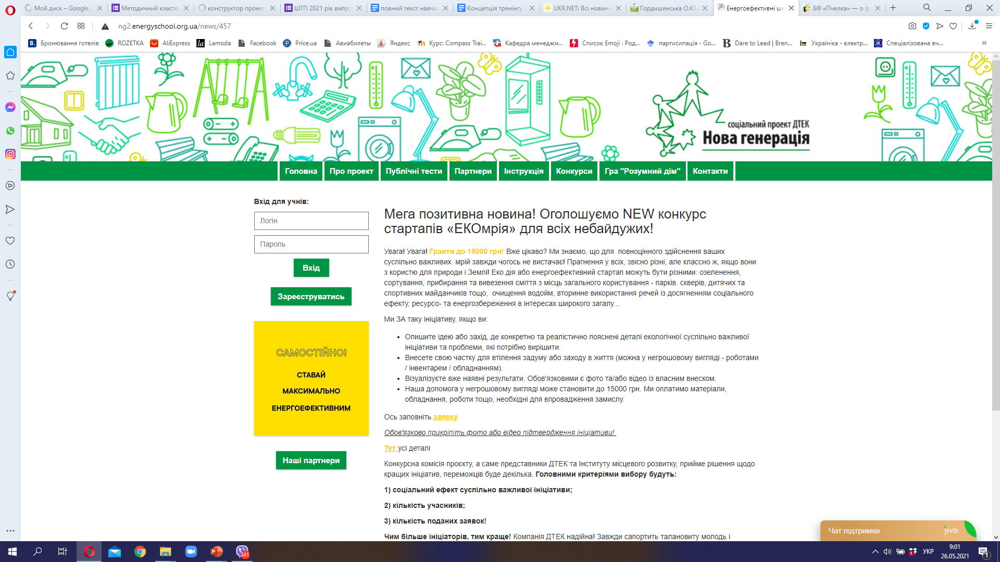 Мой диск – Google Д
Методичний кластер
конструктор проекту
ШГП 2021 рік випуск
повний текст навчал
Концепція тренінгу
UKR.NET: Всі новини
Гордишинська О.Ю.
Енергоефективні шк
БФ «Пчелка» — о фо
ng2.energyschool.org.ua/news/457
Бронювання готелів
ROZETKA
AliExpress
Lamoda
Facebook
Price.ua
Авиабилеты
Яндекс
Курс: Compass Trai...
Кафедра менеджм...
Список Emoji : Род...
партисипація - Go...
Dare to Lead | Bren...
Україніка - електр...
Спеціалізована вч...
соціальний проект ДТЕК
Нова генерація
Головна
Про проект
Публічні тести
Партнери
Інструкція
Конкурси
Гра "Розумний дім"
Контакти
Вхід для учнів:
Логін
Пароль
Вхід
Зареєструватись
САМОСТІЙНО!
СТАВАЙ
МАКСИМАЛЬНО
ЕНЕРГОЕФЕКТИВНИМ
Наші партнери
Мега позитивна новина! Оголошуємо NEW конкурс
стартапів «ЕКОмрія» для всіх небайдужих!
Увага! Увага! Гранти до 15000 грн! Вже цікаво? Ми знаємо, що для повноцінного здійснення ваших
суспільно важливих мрій завжди чогось не вистачає! Прагнення у всіх, звісно різні, але классно ж, якщо вони
з користю для природи і Землі! Еко дія або енергоефективний стартап можуть бути різними: озеленення,
сортування, прибирання та вивезення сміття з місць загального користування - парків. скверів, дитячих та
спортивних майданчиків тощо, очищення водойм, вторинне використання речей із досягненням соціального
ефекту, ресурсо- та енергозбереження в інтересах широкого загалу...
Ми ЗА таку ініціативу, якщо ви:
• Опишите ідею або захід, де конкретно та реалістично пояснені деталі екологічної суспільно важливої
ініціативи та проблеми, які потрібно вирішити.
• Внесете свою частку для втілення задуму або заходу в життя (можна у негрошовому вигляді - роботами
/ інвентарем / обладнанням).
• Візуалізуєте вже наявні результати. Обов'язковими є фото та/або відео із власним внеском.
• Наша допомога у негрошовому вигляді може становити до 15000 грн. Ми оплатимо матеріали,
обладнання, роботи тощо, необхідні для впровадження замислу.
Ось заповніть заявку
Обов'язково прикріпіть фото або відео підтвердження ініціативи!
Тут усі деталі
Конкурсна комісія проєкту, а саме представники ДТЕК та Інституту місцевого розвитку, прийме рішення щодо
кращих ініціатив, переможців буде декілька. Головними критеріями вибору будуть:
1) соціальний ефект суспільно важливої ініціативи;
2) кількість учасників;
3) кількість поданих заявок!
Чим більше ініціаторів, тим краще! Компанія ДТЕК надійна! Завжди сапортить талановиту молодь і
Чат підтримки
jivo
341
1
УКР
9:01
26.05.2021
1